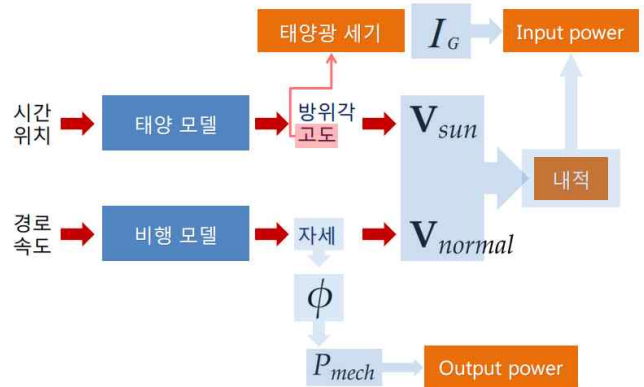 태양광 세기
I_G
Input power
시간
위치
태양 모델
방위각
고도
V_sun
내적
경로
속도
비행 모델
자세
V_normal
ϕ
P_mech
Output power